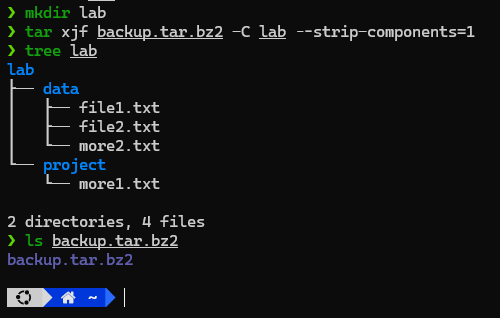 ❯ mkdir lab
❯ tar xjf backup.tar.bz2 -C lab --strip-components=1
❯ tree lab
lab
├── data
│   ├── file1.txt
│   ├── file2.txt
│   └── more2.txt
└── project
    └── more1.txt
2 directories, 4 files
❯ ls backup.tar.bz2
backup.tar.bz2
~